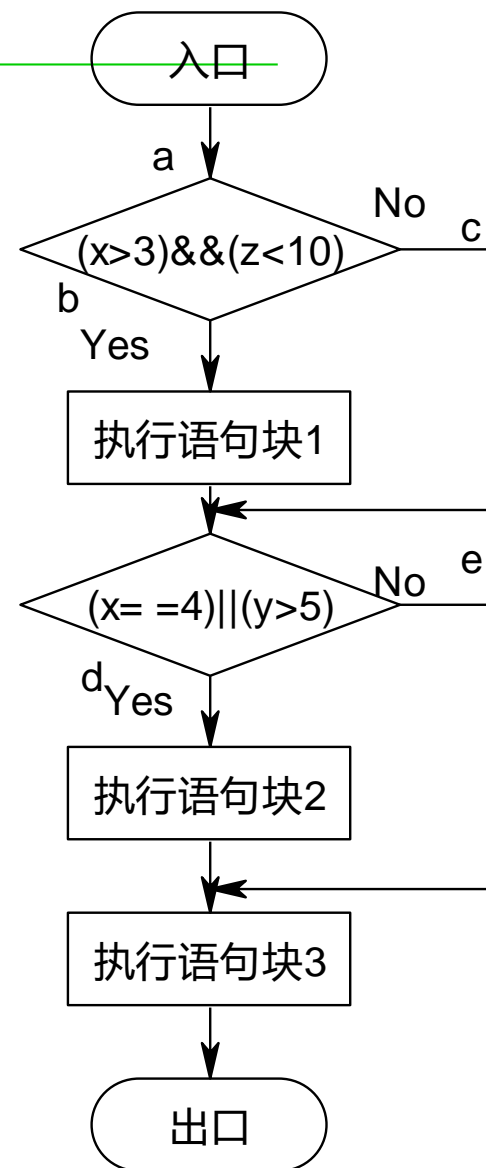 入口
a
No
c
(x>3)&&(z<10)
b
Yes
执行语句块1
e
No
(x= =4)||(y>5)
d
Yes
执行语句块2
执行语句块3
出口